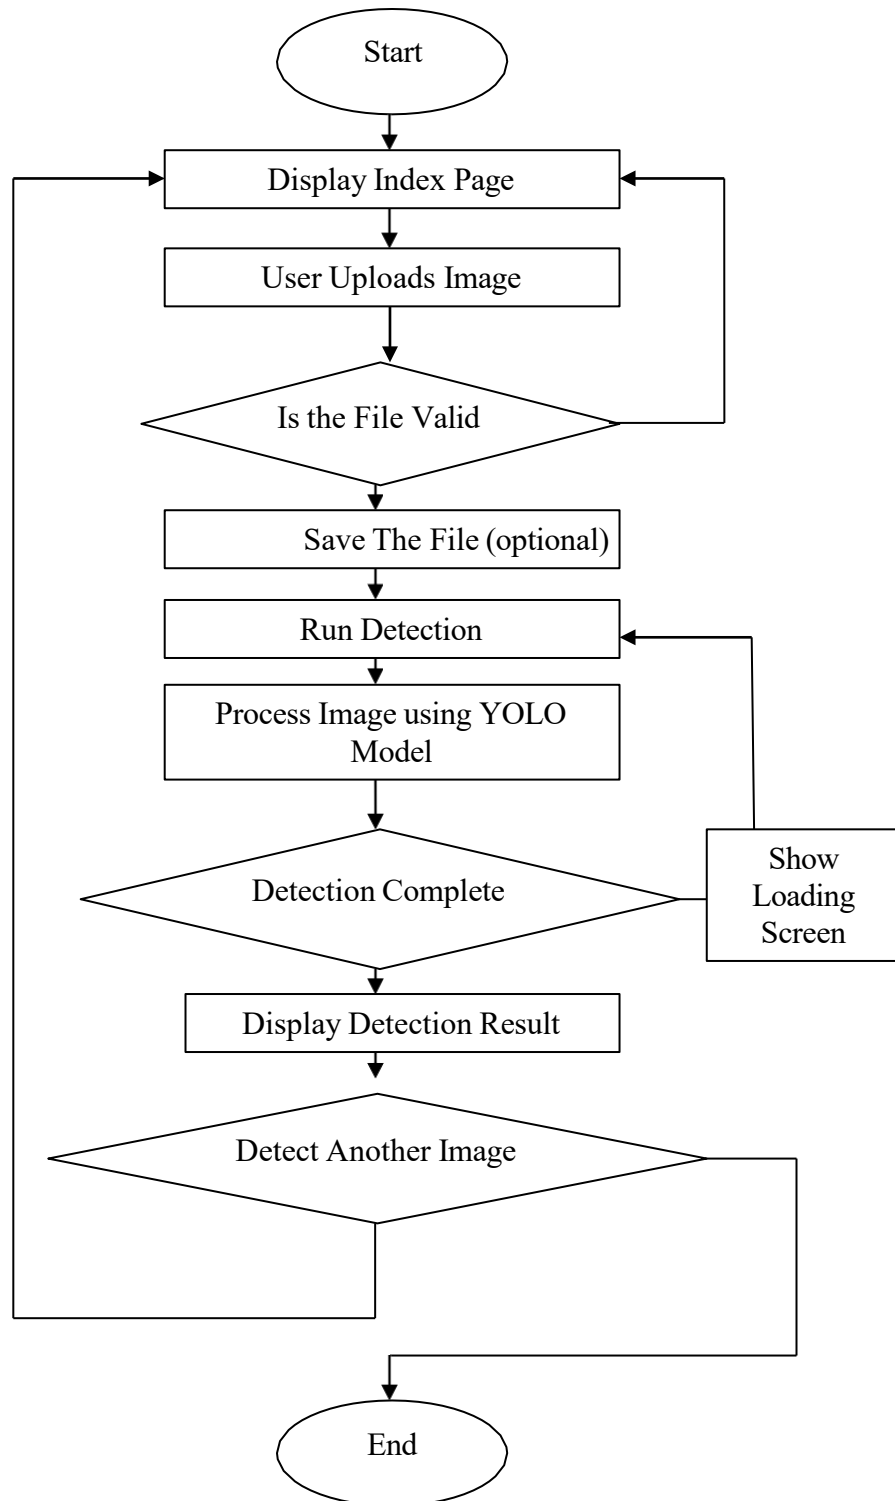 Start
Display Index Page
User Uploads Image
Is the File Valid
Save The File (optional)
Run Detection
Process Image using YOLO
Model
Detection Complete
Show
Loading
Screen
Display Detection Result
Detect Another Image
End